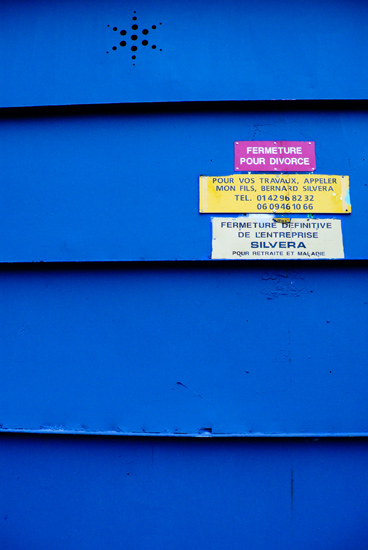 FERMETURE
POUR DIVORCE
POUR VOS TRAVAUX, APPELER
MON FILS, BERNARD SILVERA
TEL. 01 42 96 82 32
06 09 46 10 66
FERMETURE DEFINITIVE
DE L'ENTREPRISE
SILVERA
POUR RETRAITE ET MALADIE